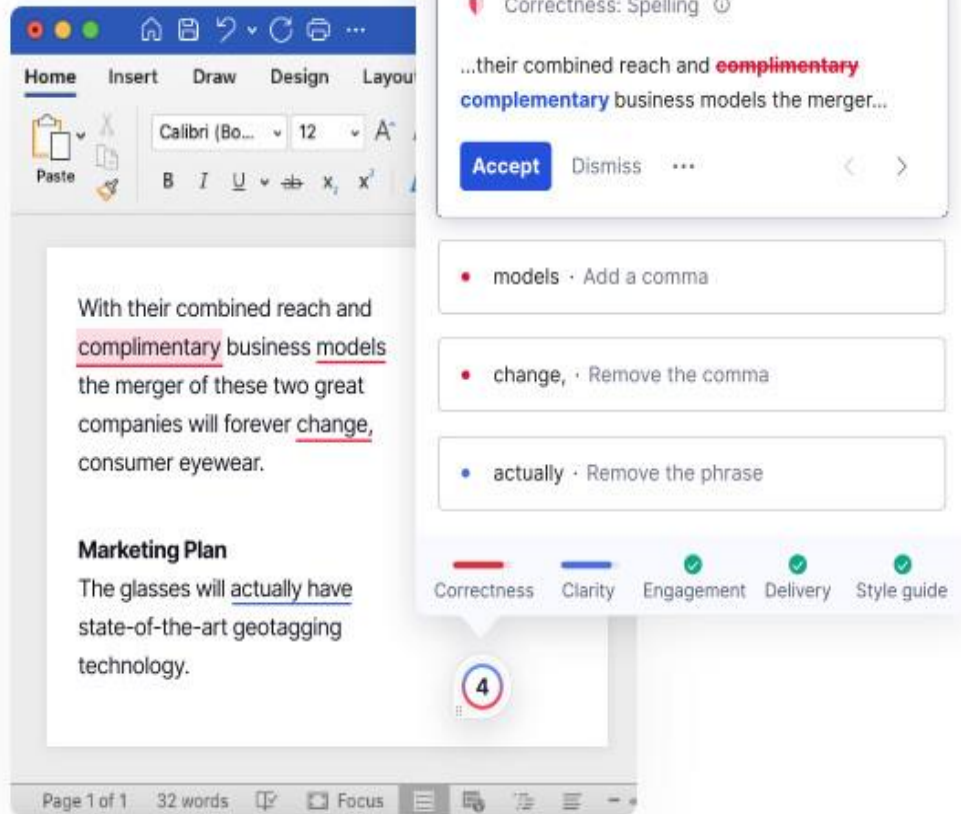 Home Insert Draw Design Layou
Calibri (Bo... 12 A
Paste B I U ab x, x²
With their combined reach and
complimentary business models
the merger of these two great
companies will forever change,
consumer eyewear.
Marketing Plan
The glasses will actually have
state-of-the-art geotagging
technology.
Page 1 of 1 32 words Focus
Correctness: Spelling
...their combined reach and complimentary
complementary business models the merger...
Accept Dismiss ...
models · Add a comma
change, · Remove the comma
actually · Remove the phrase
Correctness Clarity Engagement Delivery Style guide
4